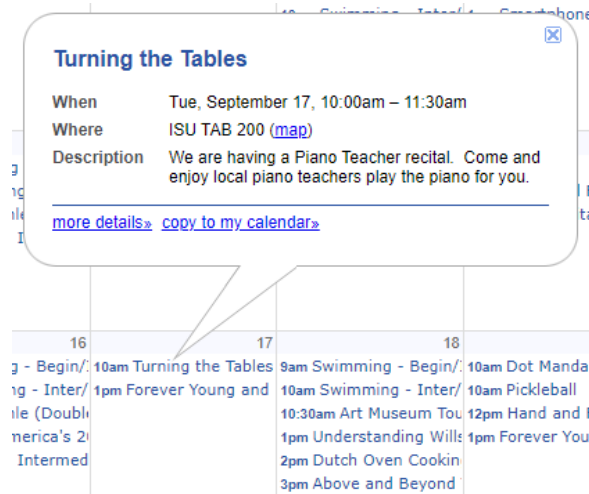 Turning the Tables
When Tue, September 17, 10:00am – 11:30am
Where ISU TAB 200 (map)
Description We are having a Piano Teacher recital. Come and
enjoy local piano teachers play the piano for you.
more details» copy to my calendar»
16 17 18
g - Begin/ 10am Turning the Tables 9am Swimming - Begin/ 10am Dot Manda
ng - Inter/ 1pm Forever Young and 10am Swimming - Inter/ 10am Pickleball
nle (Double 10:30am Art Museum Tou 12pm Hand and
merica's 2 1pm Understanding Wills 1pm Forever You
Intermed 2pm Dutch Oven Cookin
3pm Above and Beyond